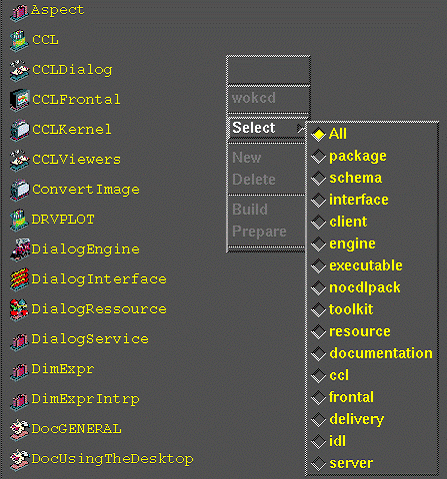 Aspect
CCL
CCLDialog
CCLFrontal
CCLKernel
CCLViewers
ConvertImage
DRVPLOT
DialogEngine
DialogInterface
DialogRessource
DialogService
DimExpr
DimExprIntrp
DocGENERAL
DocUsingTheDesktop
wokcd
Select
New
Delete
Build
Prepare
All
package
schema
interface
client
engine
executable
nocdlpack
toolkit
resource
documentation
ccl
frontal
delivery
idl
server